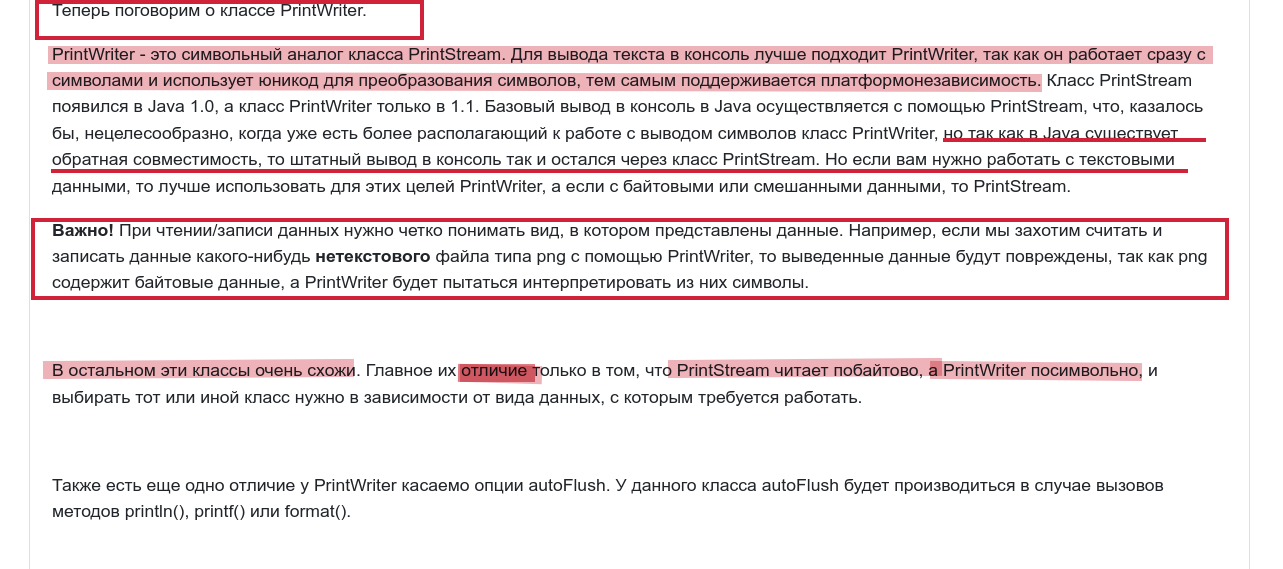 Теперь поговорим о классе PrintWriter.
PrintWriter - это символьный аналог класса PrintStream. Для вывода текста в консоль лучше подходит PrintWriter, так как он работает сразу с
символами и использует юникод для преобразования символов, тем самым поддерживается платформонезависимость. Класс PrintStream
появился в Java 1.0, а класс PrintWriter только в 1.1. Базовый вывод в консоль в Java осуществляется с помощью PrintStream, что, казалось
бы, нецелесообразно, когда уже есть более располагающий к работе с выводом символов класс PrintWriter, но так как в Java существует
обратная совместимость, то штатный вывод в консоль так и остался через класс PrintStream. Но если вам нужно работать с текстовыми
данными, то лучше использовать для этих целей PrintWriter, а если с байтовыми или смешанными данными, то PrintStream.
Важно! При чтении/записи данных нужно четко понимать вид, в котором представлены данные. Например, если мы захотим считать и
записать данные какого-нибудь нетекстового файла типа png с помощью PrintWriter, то выведенные данные будут повреждены, так как png
содержит байтовые данные, а PrintWriter будет пытаться интерпретировать из них символы.
В остальном эти классы очень схожи. Главное их отличие только в том, что PrintStream читает побайтово, а PrintWriter посимвольно, и
выбирать тот или иной класс нужно в зависимости от вида данных, с которым требуется работать.
Также есть еще одно отличие у PrintWriter касаемо опции autoFlush. У данного класса autoFlush будет производиться в случае вызовов
методов println(), printf() или format().